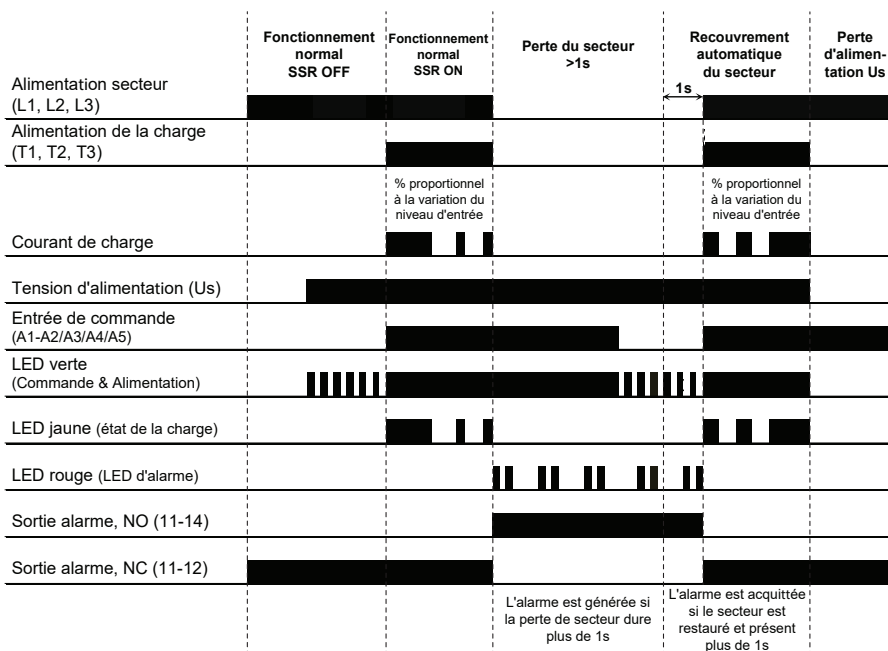 Fonctionnement
normal
SSR OFF
Fonctionnement
normal
SSR ON
Perte du secteur
>1s
Recouvrement
automatique
du secteur
Perte
d'alimen-
tation Us
1s
Alimentation secteur
(L1, L2, L3)
Alimentation de la charge
(T1, T2, T3)
% proportionnel
à la variation du
niveau d'entrée
% proportionnel
à la variation du
niveau d'entrée
Courant de charge
Tension d'alimentation (Us)
Entrée de commande
(A1-A2/A3/A4/A5)
LED verte
(Commande & Alimentation)
LED jaune (état de la charge)
LED rouge (LED d'alarme)
Sortie alarme, NO (11-14)
Sortie alarme, NC (11-12)
L'alarme est générée si
la perte de secteur dure
plus de 1s
L'alarme est acquittée
si le secteur est
restauré et présent
plus de 1s